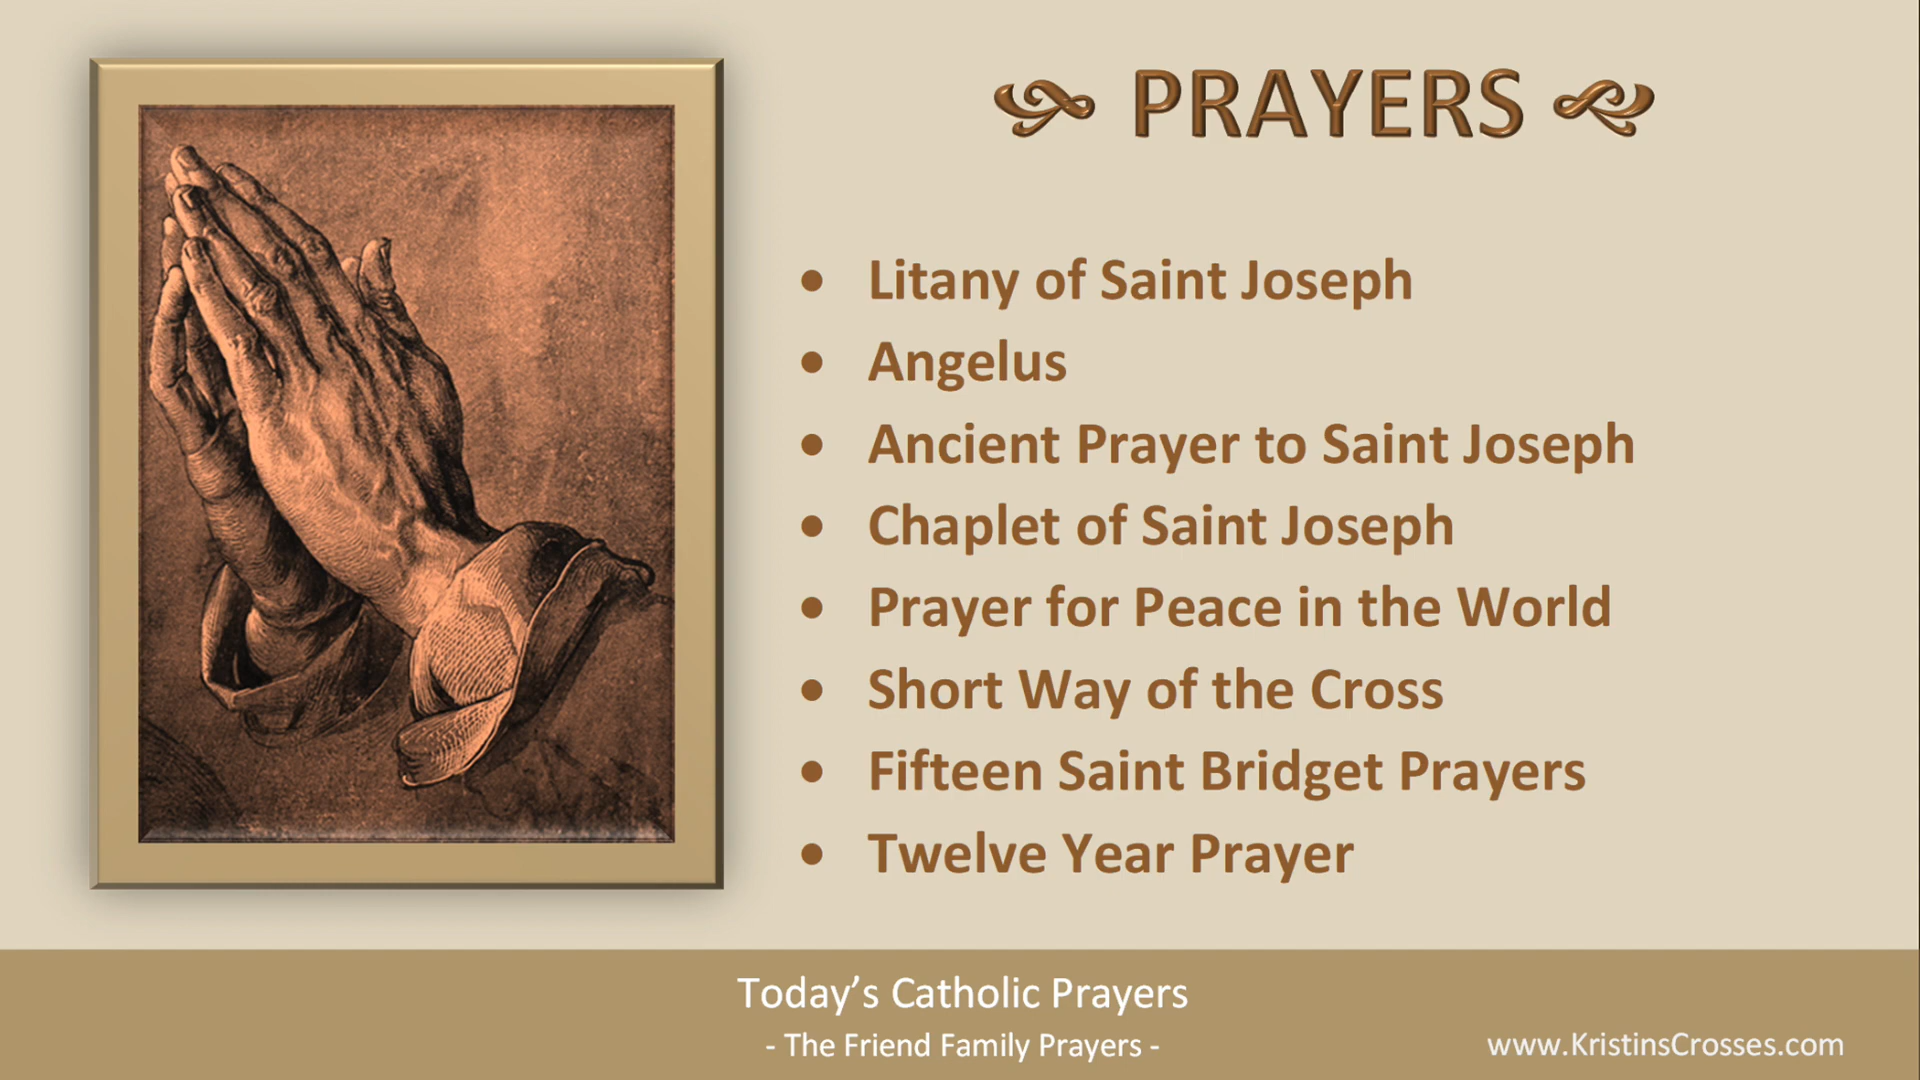 PRAYERS
• Litany of Saint Joseph
• Angelus
• Ancient Prayer to Saint Joseph
• Chaplet of Saint Joseph
• Prayer for Peace in the World
• Short Way of the Cross
• Fifteen Saint Bridget Prayers
• Twelve Year Prayer
Today’s Catholic Prayers
- The Friend Family Prayers -
www.KristinsCrosses.com